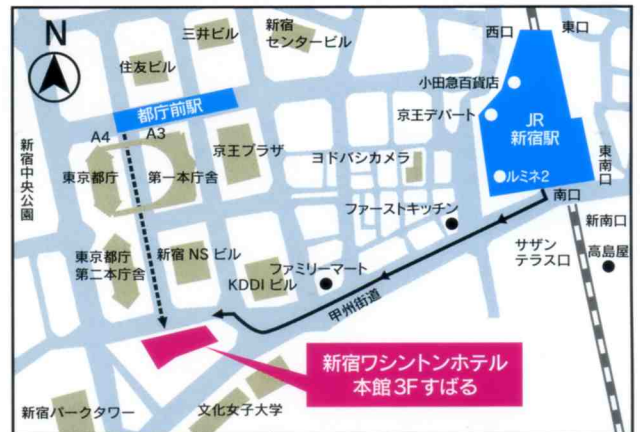 N
三井ビル
新宿
センタービル
住友ビル
西口
東口
小田急百貨店
京王デパート
JR
新宿駅
ルミネ2
東南口
南口
新南口
高島屋
サザン
テラス口
都庁前駅
A4
A3
新宿中央公園
東京都庁
第一本庁舎
京王プラザ
ヨドバシカメラ
ファーストキッチン
東京都庁
第二本庁舎
新宿 NS ビル
ファミリーマート
KDDI ビル
甲州街道
新宿ワシントンホテル
本館 3F すばる
新宿パークタワー
文化女子大学